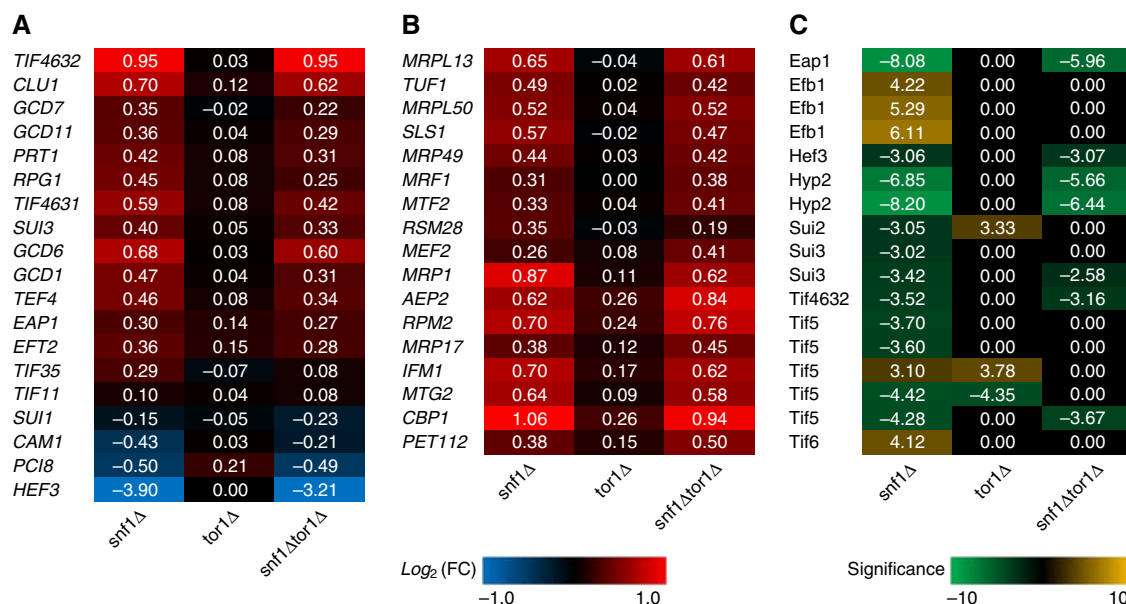 A
TIF4632 0.95 0.03 0.95
CLU1 0.70 0.12 0.62
GCD7 0.35 −0.02 0.22
GCD11 0.36 0.04 0.29
PRT1 0.42 0.08 0.31
RPG1 0.45 0.08 0.25
TIF4631 0.59 0.08 0.42
SUI3 0.40 0.05 0.33
GCD6 0.68 0.03 0.60
GCD1 0.47 0.04 0.31
TEF4 0.46 0.08 0.34
EAP1 0.30 0.14 0.27
EFT2 0.36 0.15 0.28
TIF35 0.29 −0.07 0.08
TIF11 0.10 0.04 0.08
SUI1 −0.15 −0.05 −0.23
CAM1 −0.43 0.03 −0.21
PCI8 −0.50 0.21 −0.49
HEF3 −3.90 0.00 −3.21
snf1Δ tor1Δ snf1Δtor1Δ
B
MRPL13 0.65 −0.04 0.61
TUF1 0.49 0.02 0.42
MRPL50 0.52 0.04 0.52
SLS1 0.57 −0.02 0.47
MRP49 0.44 0.03 0.42
MRF1 0.31 0.00 0.38
MTF2 0.33 0.04 0.41
RSM28 0.35 −0.03 0.19
MEF2 0.26 0.08 0.41
MRP1 0.87 0.11 0.62
AEP2 0.62 0.26 0.84
RPM2 0.70 0.24 0.76
MRP17 0.38 0.12 0.45
IFM1 0.70 0.17 0.62
MTG2 0.64 0.09 0.58
CBP1 1.06 0.26 0.94
PET112 0.38 0.15 0.50
snf1Δ tor1Δ snf1Δtor1Δ
Log2 (FC)
−1.0 1.0
C
Eap1 −8.08 0.00 −5.96
Efb1 4.22 0.00 0.00
Efb1 5.29 0.00 0.00
Efb1 6.11 0.00 0.00
Hef3 −3.06 0.00 −3.07
Hyp2 −6.85 0.00 −5.66
Hyp2 −8.20 0.00 −6.44
Sui2 −3.05 3.33 0.00
Sui3 −3.02 0.00 0.00
Sui3 −3.42 0.00 −2.58
Tif4632 −3.52 0.00 −3.16
Tif5 −3.70 0.00 0.00
Tif5 −3.60 0.00 0.00
Tif5 3.10 3.78 0.00
Tif5 −4.42 −4.35 0.00
Tif5 −4.28 0.00 −3.67
Tif6 4.12 0.00 0.00
snf1Δ tor1Δ snf1Δtor1Δ
Significance
−10 10